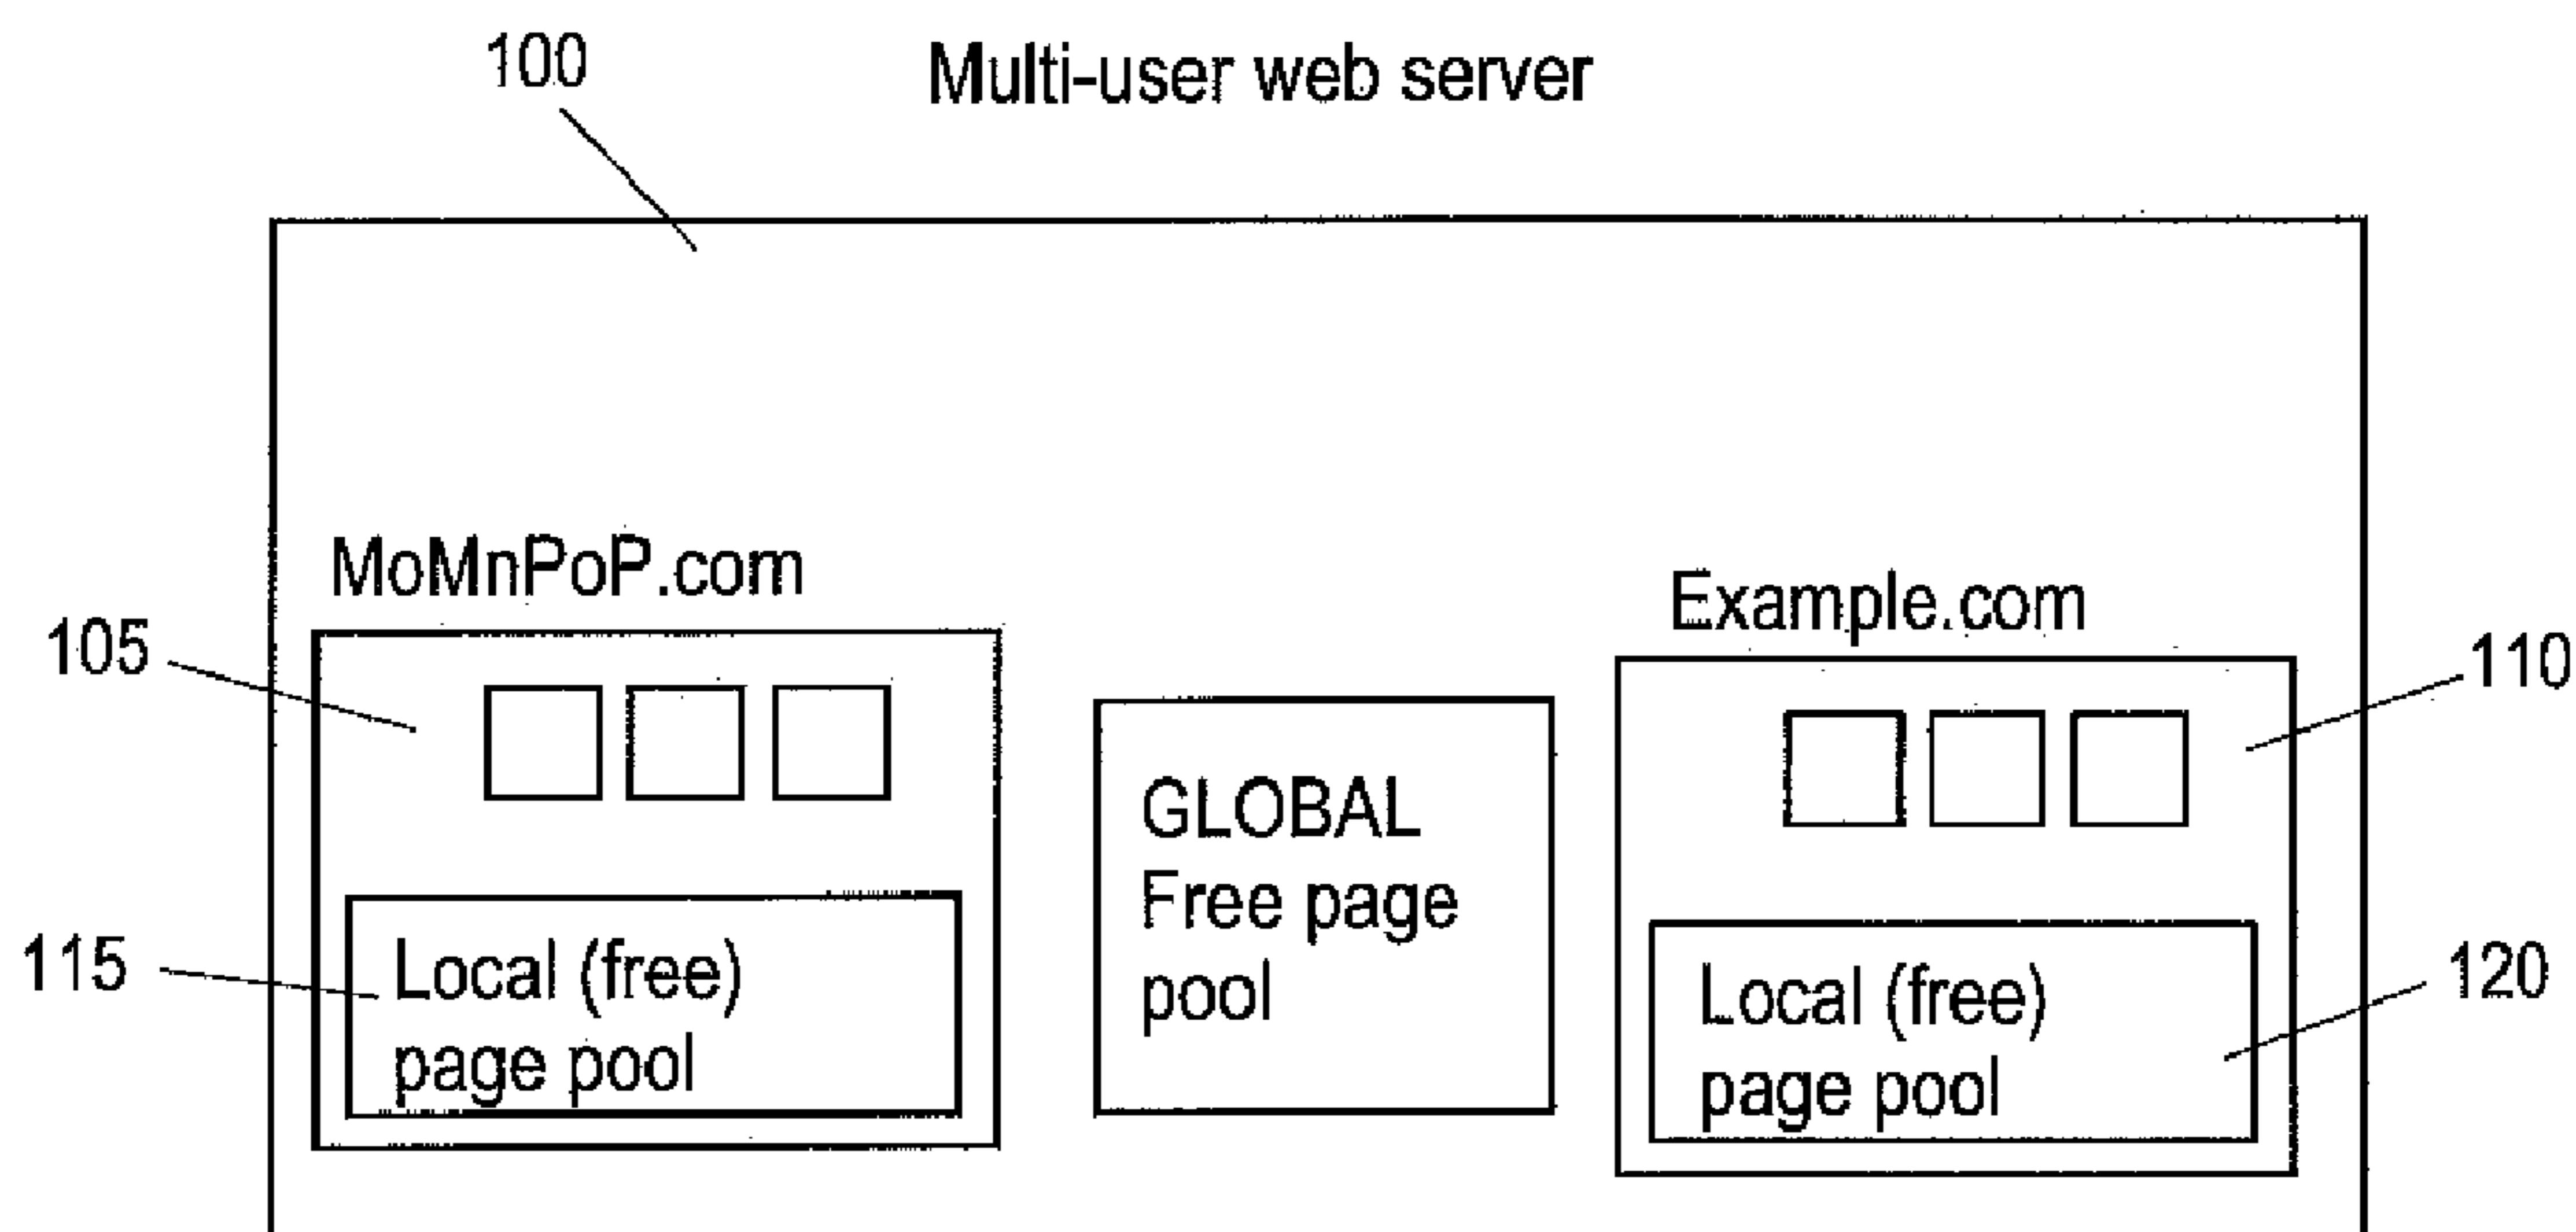 100
Multi-user web server
MoMnPoP.com
Example.com
105
110
GLOBAL
Free page
pool
115
Local (free)
page pool
Local (free)
page pool
120